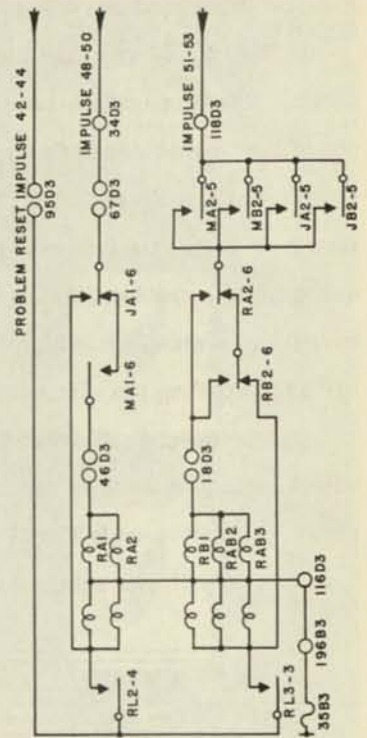 PROBLEM RESET IMPULSE 42-44
95D3
IMPULSE 48-50
34D3
67D3
JA1-6
MA1-6
46D3
RA1
RA2
RL2-4
IMPULSE 51-53
118D3
MA2-5
MB2-5
JA2-5
JB2-5
RA2-6
RB2-6
18D3
RB1
RAB2
RAB3
RL3-3
116D3
196B3
35B3